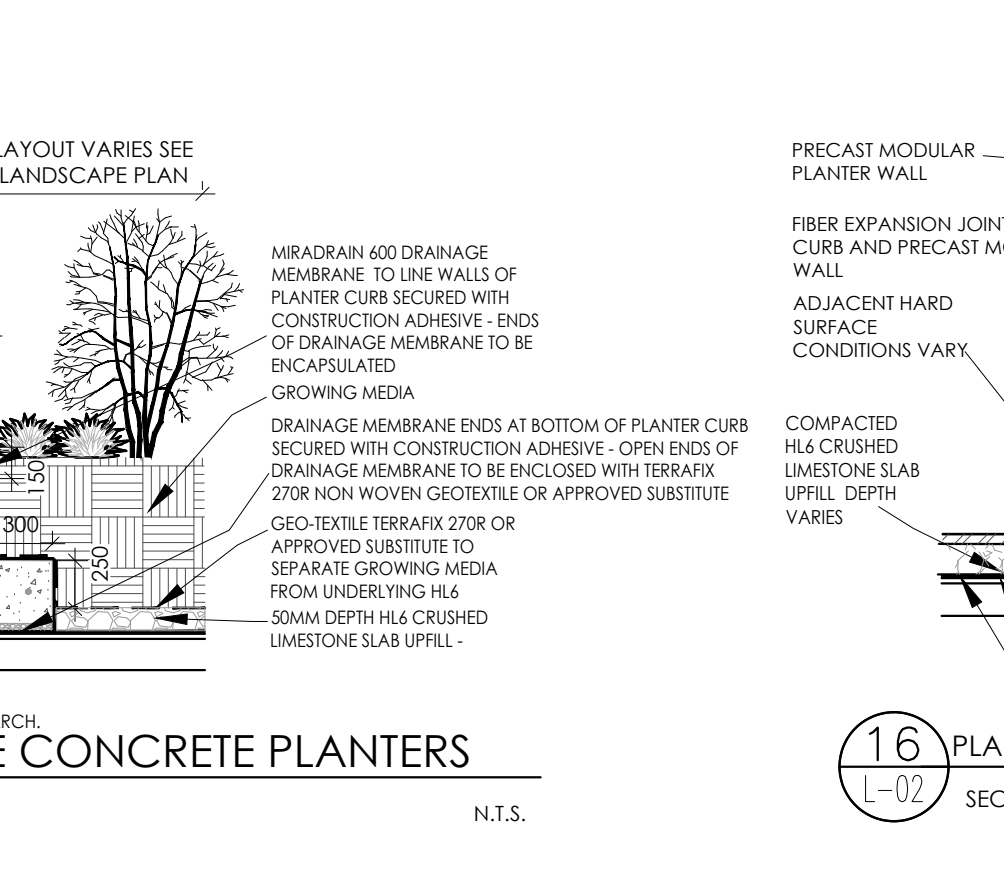 LAYOUT VARIES SEE
LANDSCAPE PLAN
MIRADRAIN 600 DRAINAGE
MEMBRANE TO LINE WALLS OF
PLANTER CURB SECURED WITH
CONSTRUCTION ADHESIVE - ENDS
OF DRAINAGE MEMBRANE TO BE
ENCAPSULATED
GROWING MEDIA
DRAINAGE MEMBRANE ENDS AT BOTTOM OF PLANTER CURB
SECURED WITH CONSTRUCTION ADHESIVE - OPEN ENDS OF
DRAINAGE MEMBRANE TO BE ENCLOSED WITH TERRAFIX
270R NON WOVEN GEOTEXTILE OR APPROVED SUBSTITUTE
GEO-TEXTILE TERRAFIX 270R OR
APPROVED SUBSTITUTE TO
SEPARATE GROWING MEDIA
FROM UNDERLYING HL6
50MM DEPTH HL6 CRUSHED
LIMESTONE SLAB UPFILL -
150
300
250
RCH.
E CONCRETE PLANTERS
N.T.S.
PRECAST MODULAR
PLANTER WALL
FIBER EXPANSION JOINT
CURB AND PRECAST MO
WALL
ADJACENT HARD
SURFACE
CONDITIONS VARY
COMPACTED
HL6 CRUSHED
LIMESTONE SLAB
UPFILL DEPTH
VARIES
16
L-02
PLA
SEC